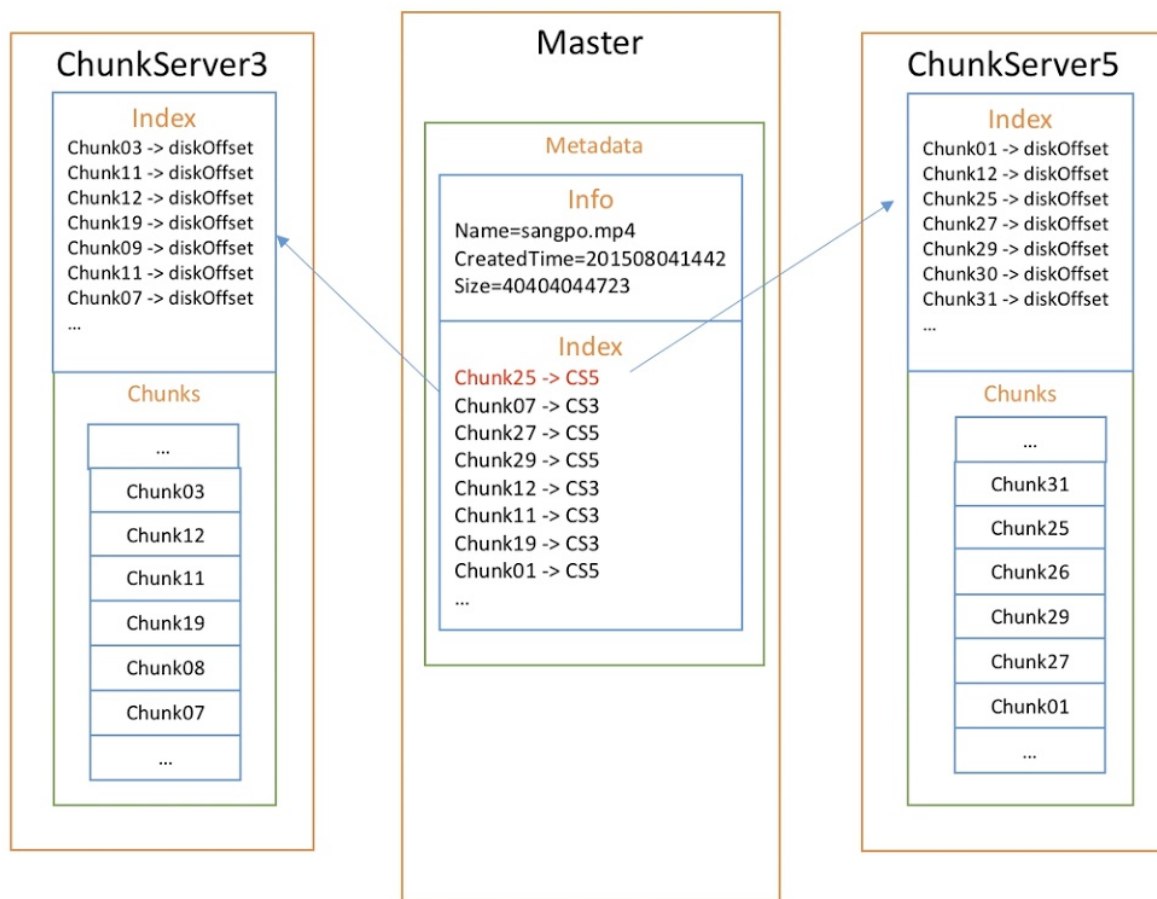 ChunkServer3
Index
Chunk03 -> diskOffset
Chunk11 -> diskOffset
Chunk12 -> diskOffset
Chunk19 -> diskOffset
Chunk09 -> diskOffset
Chunk11 -> diskOffset
Chunk07 -> diskOffset
...
Chunks
...
Chunk03
Chunk12
Chunk11
Chunk19
Chunk08
Chunk07
...
Master
Metadata
Info
Name=sangpo.mp4
CreatedTime=201508041442
Size=40404044723
Index
Chunk25 -> CS5
Chunk07 -> CS3
Chunk27 -> CS5
Chunk29 -> CS5
Chunk12 -> CS3
Chunk11 -> CS3
Chunk19 -> CS3
Chunk01 -> CS5
...
ChunkServer5
Index
Chunk01 -> diskOffset
Chunk12 -> diskOffset
Chunk25 -> diskOffset
Chunk27 -> diskOffset
Chunk29 -> diskOffset
Chunk30 -> diskOffset
Chunk31 -> diskOffset
...
Chunks
...
Chunk31
Chunk25
Chunk26
Chunk29
Chunk27
Chunk01
...